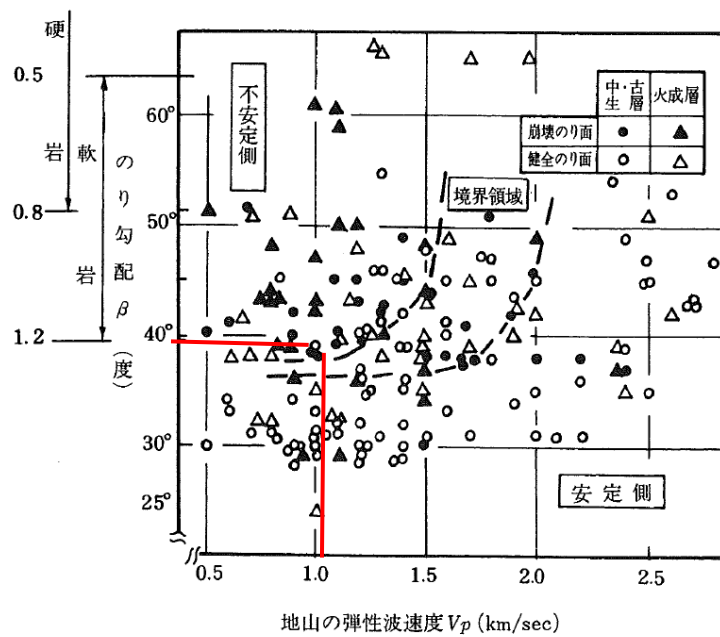 硬岩
0.5
0.8
1.2
軟岩
のり勾配β(度)
60°
50°
40°
30°
25°
不安定側
境界領域
安定側
中・古生層
火成層
崩壊のり面
健全のり面
0.5 1.0 1.5 2.0 2.5
地山の弾性波速度Vp (km/sec)